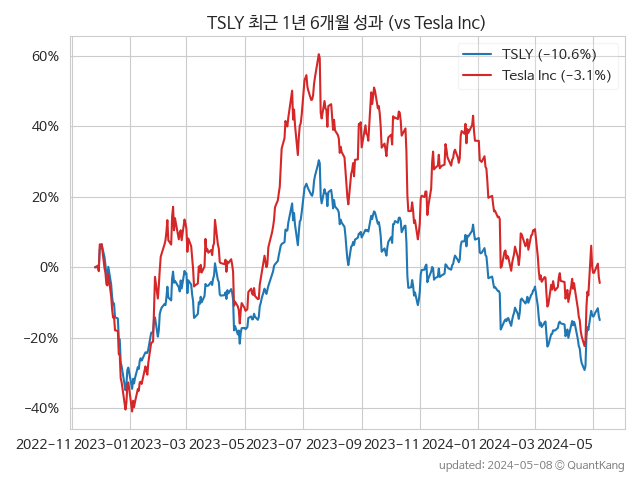 TSLY 최근 1년 6개월 성과 (vs Tesla Inc)
TSLY (−10.6%)
Tesla Inc (−3.1%)
60%
40%
20%
0%
−20%
−40%
2022-11 2023-01 2023-03 2023-05 2023-07 2023-09 2023-11 2024-01 2024-03 2024-05
updated: 2024-05-08 © QuantKang